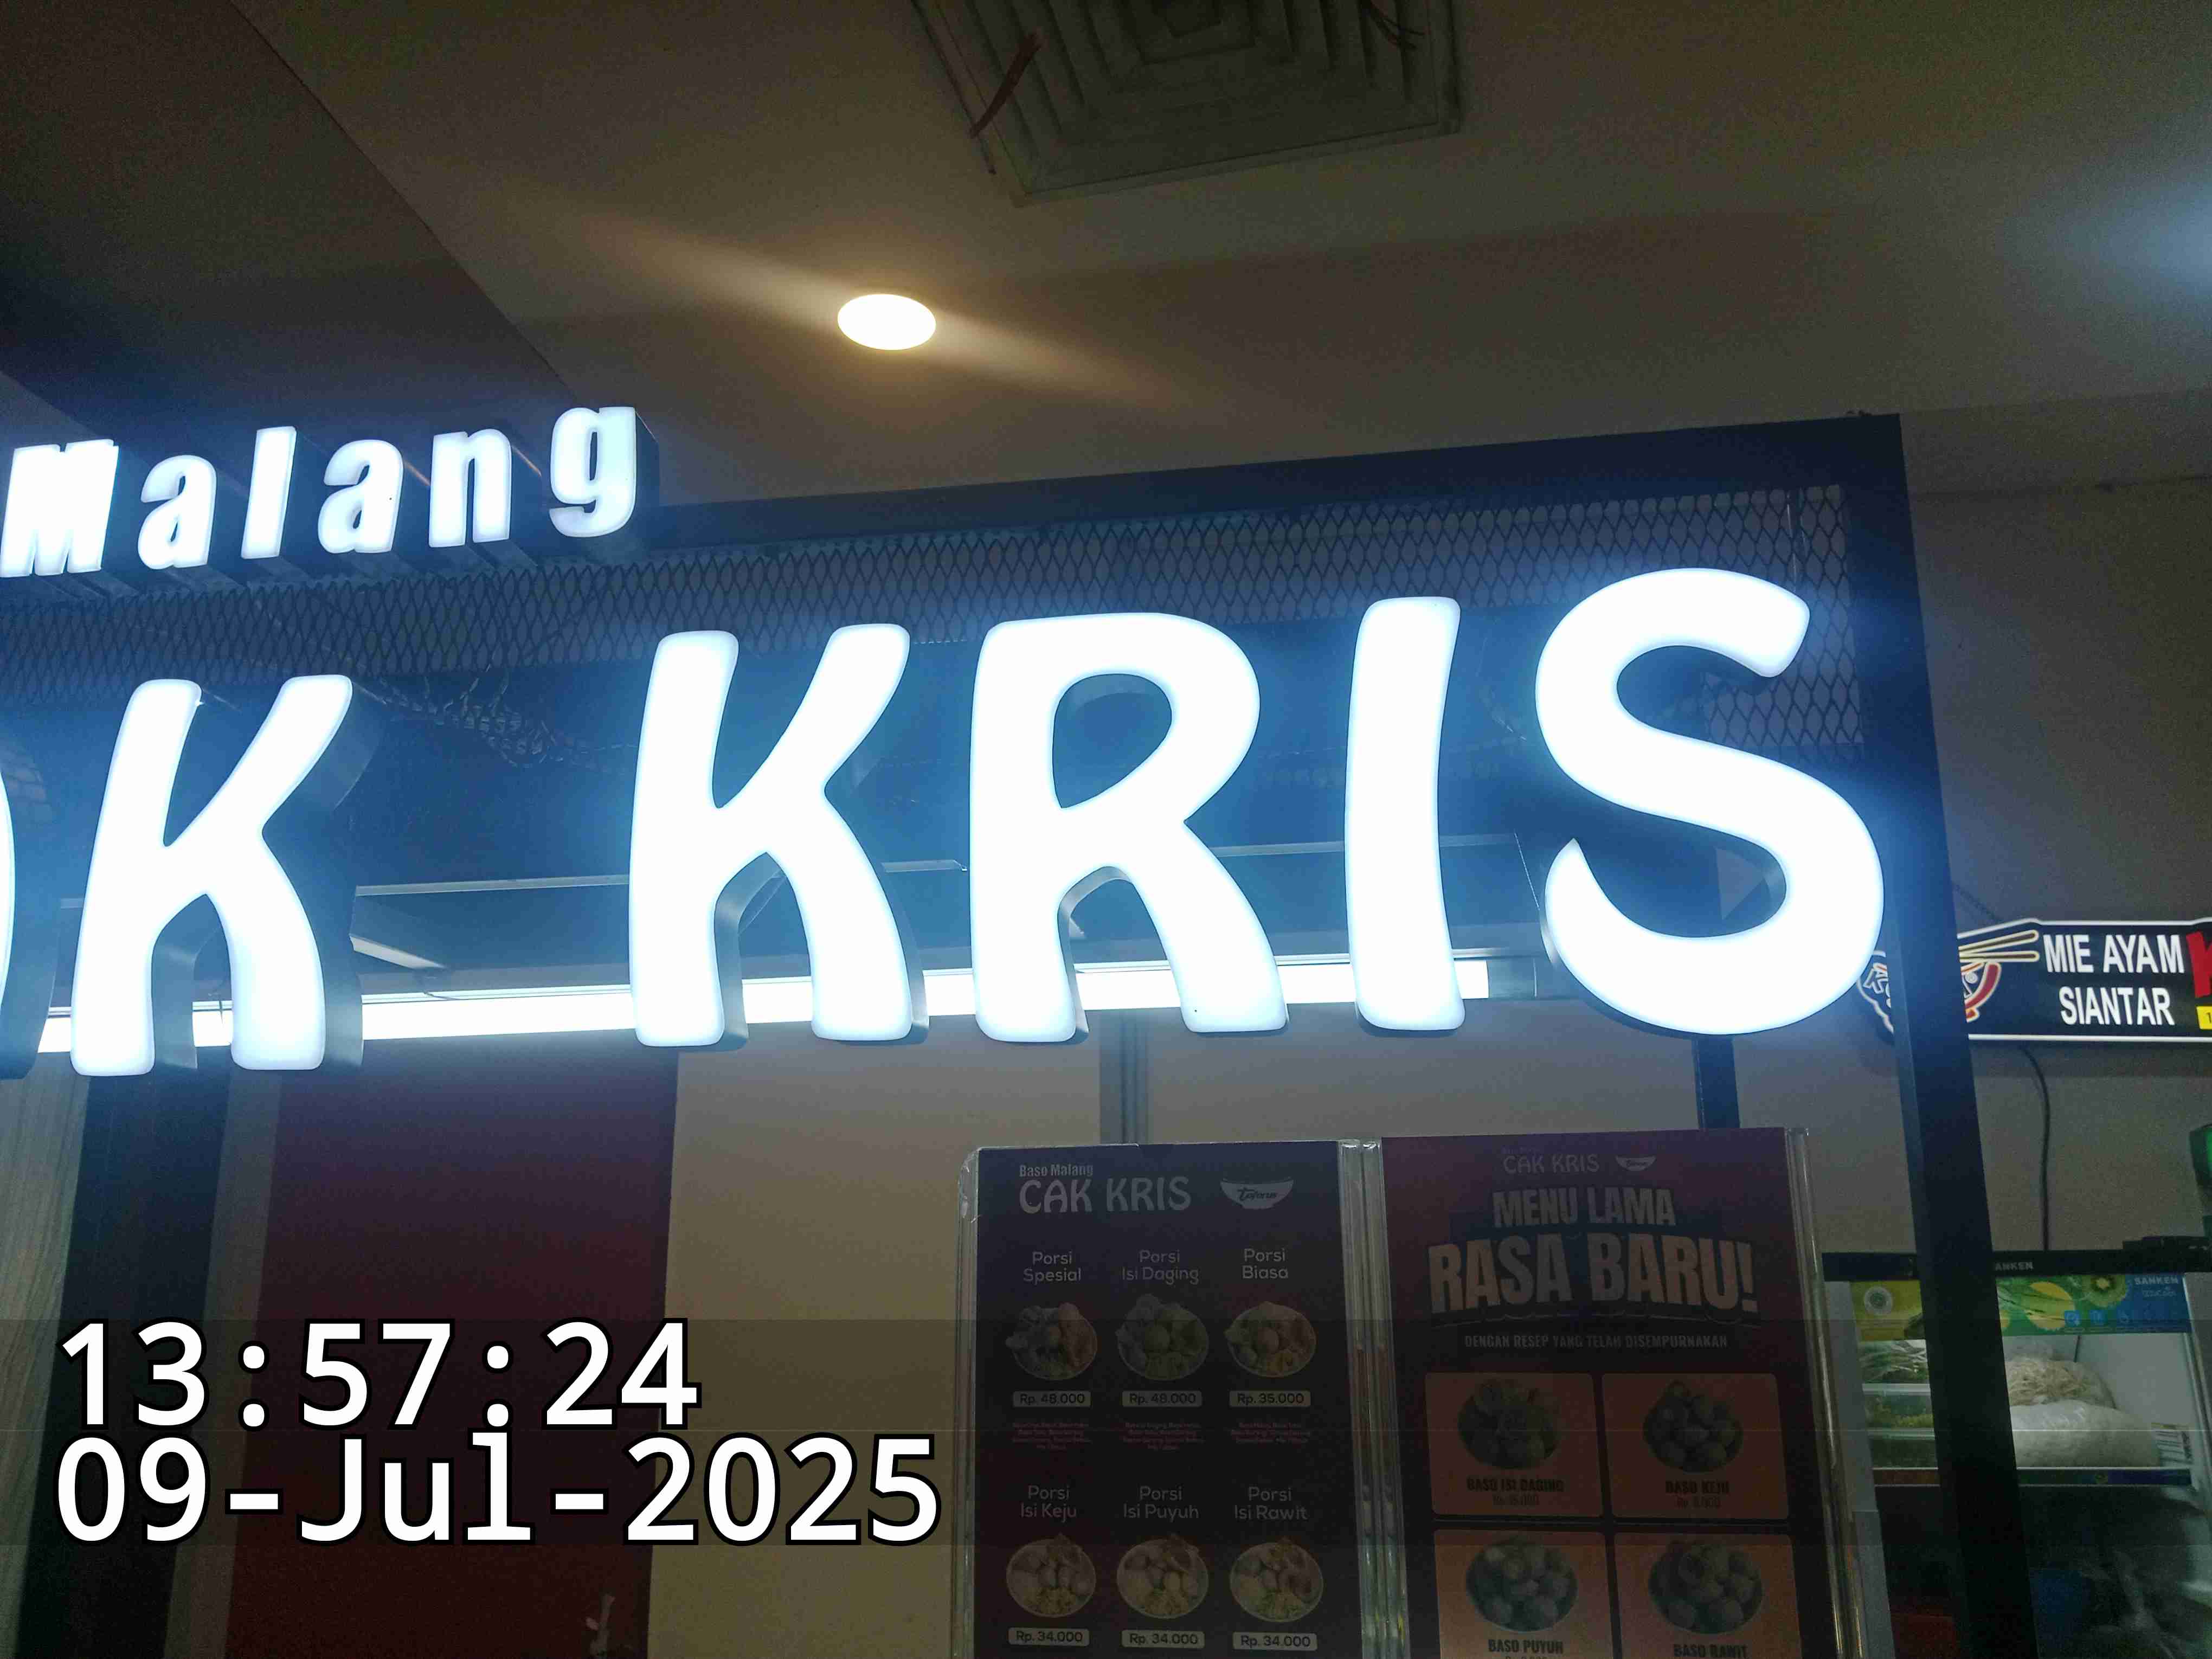 Malang
K KRIS
MIE AYAM
SIANTAR
Baso Malang
CAK KRIS
Porsi Spesial
Porsi Isi Daging
Porsi Biasa
Rp. 48.000
Rp. 48.000
Rp. 35.000
Porsi Isi Keju
Porsi Isi Puyuh
Porsi Isi Rawit
Rp. 34.000
Rp. 34.000
Rp. 34.000
CAK KRIS
MENU LAMA
RASA BARU!
DENGAN RESEP YANG TELAH DISEMPURNAKAN
BASO ISI DAGING
BASO KEJU
BASO PUYUH
BASO RAWIT
SANKEN
SANKEN
13:57:24
09-Jul-2025